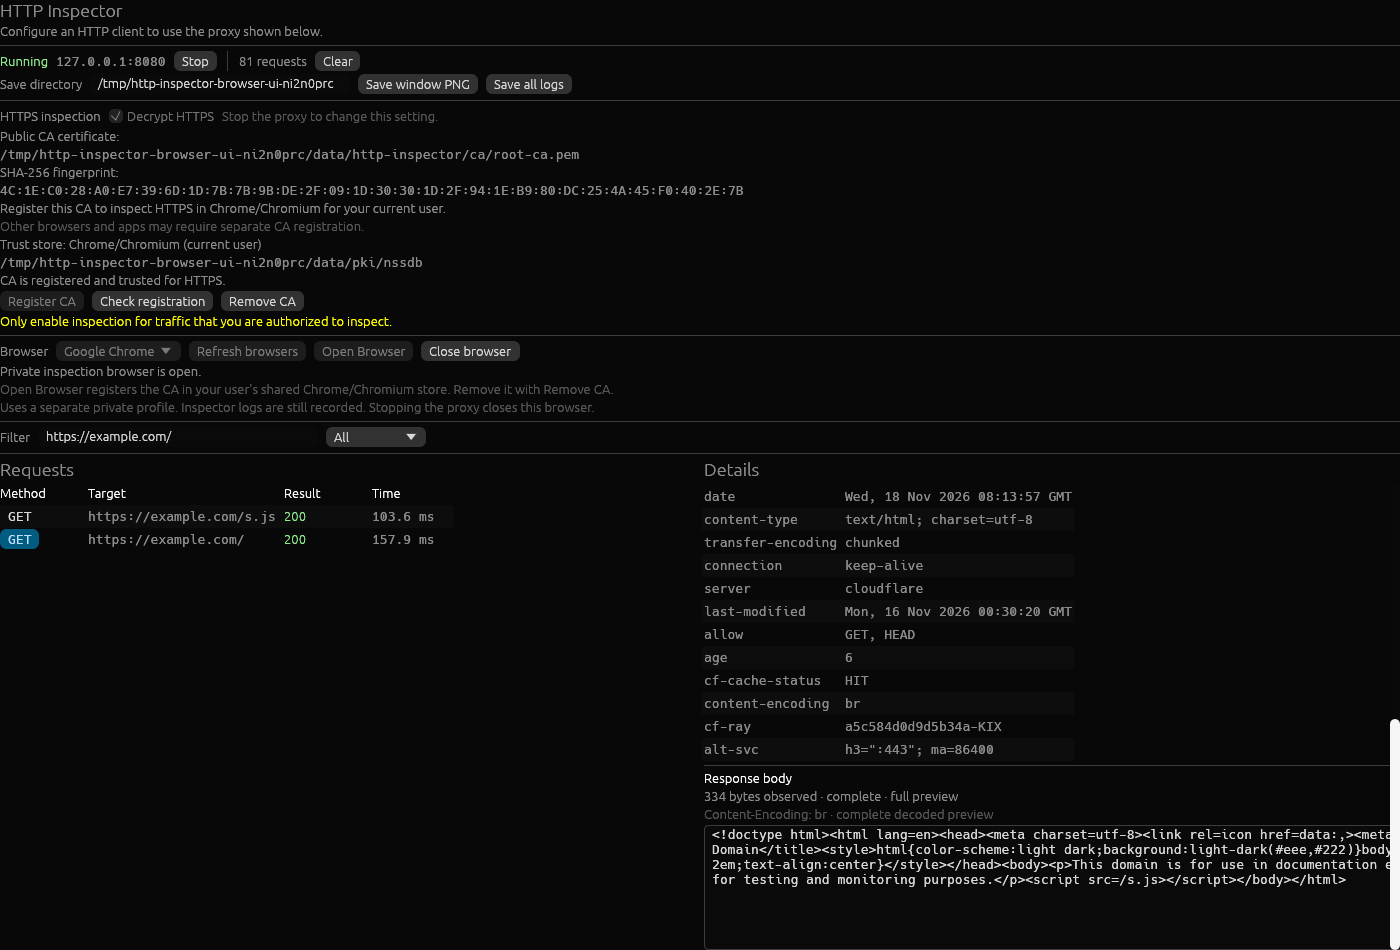 HTTP Inspector
Configure an HTTP client to use the proxy shown below.
Running 127.0.0.1:8080 Stop 81 requests Clear
Save directory /tmp/http-inspector-browser-ui-ni2n0prc Save window PNG Save all logs
HTTPS inspection Decrypt HTTPS Stop the proxy to change this setting.
Public CA certificate:
/tmp/http-inspector-browser-ui-ni2n0prc/data/http-inspector/ca/root-ca.pem
SHA-256 fingerprint:
4C:1E:C0:28:A0:E7:39:6D:1D:7B:7B:9B:DE:2F:09:1D:30:30:1D:2F:94:1E:B9:80:DC:25:4A:45:F0:40:2E:7B
Register this CA to inspect HTTPS in Chrome/Chromium for your current user.
Other browsers and apps may require separate CA registration.
Trust store: Chrome/Chromium (current user)
/tmp/http-inspector-browser-ui-ni2n0prc/data/pki/nssdb
CA is registered and trusted for HTTPS.
Register CA Check registration Remove CA
Only enable inspection for traffic that you are authorized to inspect.
Browser Google Chrome Refresh browsers Open Browser Close browser
Private inspection browser is open.
Open Browser registers the CA in your user's shared Chrome/Chromium store. Remove it with Remove CA.
Uses a separate private profile. Inspector logs are still recorded. Stopping the proxy closes this browser.
Filter https://example.com/ All
Requests
Method Target Result Time
GET https://example.com/s.js 200 103.6 ms
GET https://example.com/ 200 157.9 ms
Details
date Wed, 18 Nov 2026 08:13:57 GMT
content-type text/html; charset=utf-8
transfer-encoding chunked
connection keep-alive
server cloudflare
last-modified Mon, 16 Nov 2026 00:30:20 GMT
allow GET, HEAD
age 6
cf-cache-status HIT
content-encoding br
cf-ray a5c584d0d9d5b34a-KIX
alt-svc h3=":443"; ma=86400
Response body
334 bytes observed · complete · full preview
Content-Encoding: br · complete decoded preview
<!doctype html><html lang=en><head><meta charset=utf-8><link rel=icon href=data:,><meta
Domain</title><style>html{color-scheme:light dark;background:light-dark(#eee,#222)}body
2em;text-align:center}</style></head><body><p>This domain is for use in documentation e
for testing and monitoring purposes.</p><script src=/s.js></script></body></html>